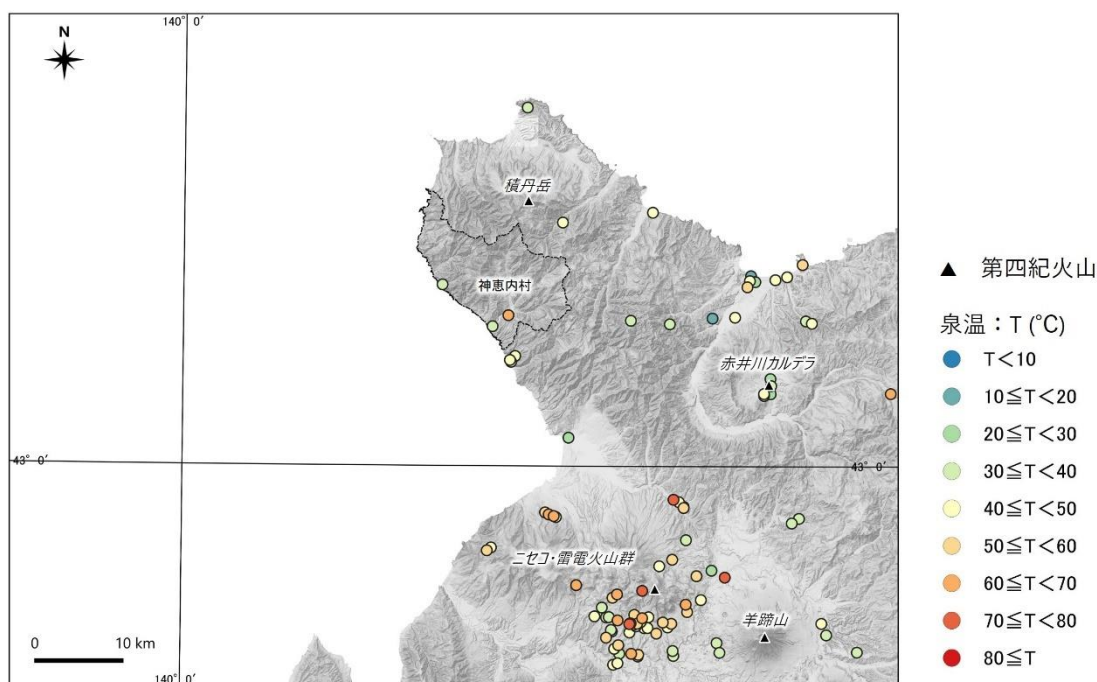 140° 0′
N
積丹岳
神恵内村
赤井川カルデラ
43° 0′
43° 0′
ニセコ・雷電火山群
羊蹄山
0 10 km
140° 0′
▲ 第四紀火山
泉温：T (℃)
T＜10
10≦T＜20
20≦T＜30
30≦T＜40
40≦T＜50
50≦T＜60
60≦T＜70
70≦T＜80
80≦T